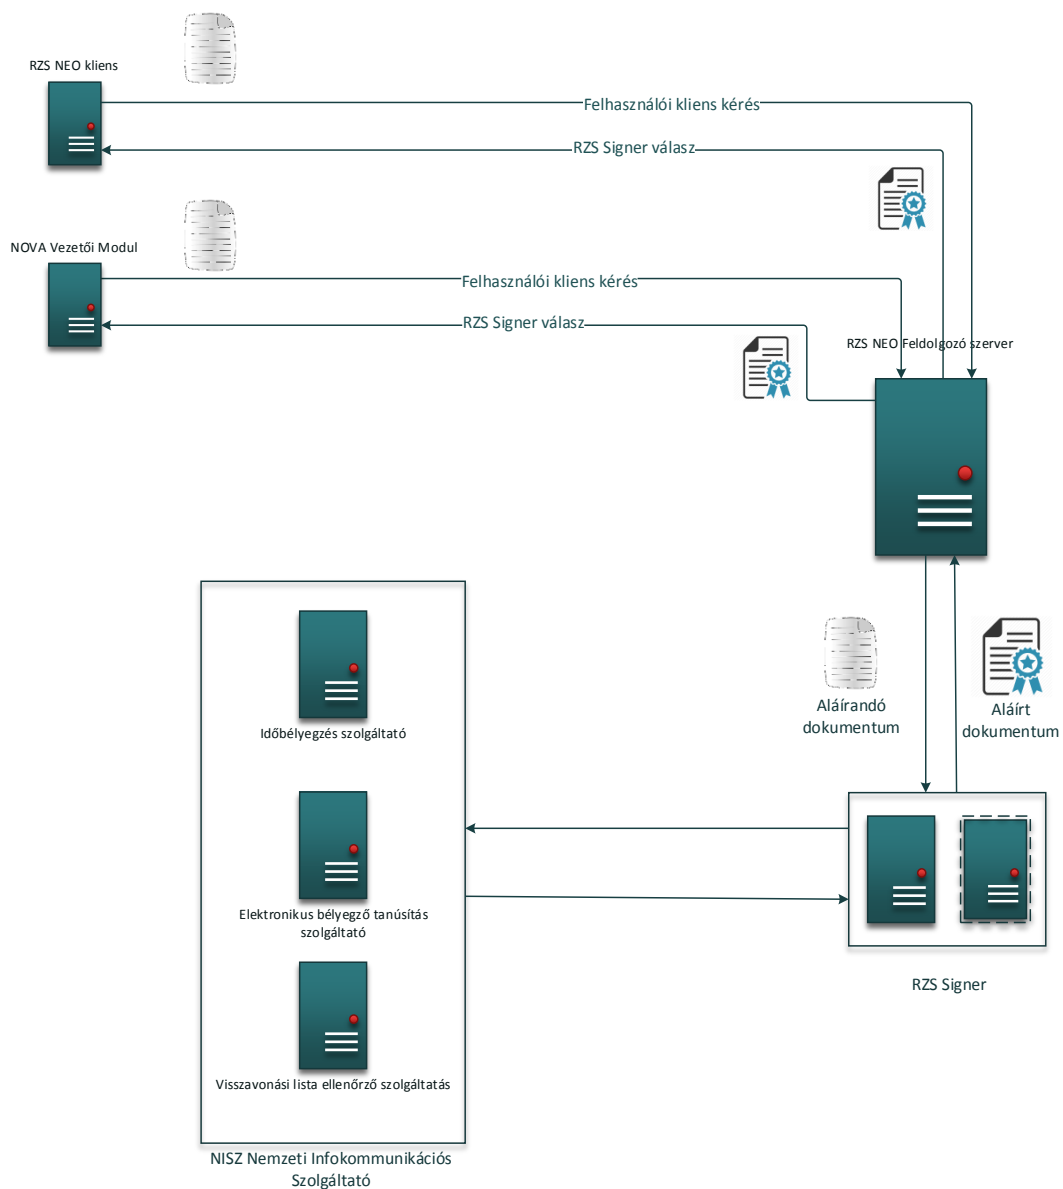 RZS NEO kliens
Felhasználói kliens kérés
RZS Signer válasz
NOVA Vezetői Modul
Felhasználói kliens kérés
RZS Signer válasz
RZS NEO Feldolgozó szerver
Időbélyegzés szolgáltató
Aláírandó
dokumentum
Aláírt
dokumentum
Elektronikus bélyegző tanúsítás
szolgáltató
RZS Signer
Visszavonási lista ellenőrző szolgáltatás
NISZ Nemzeti Infokommunikációs
Szolgáltató